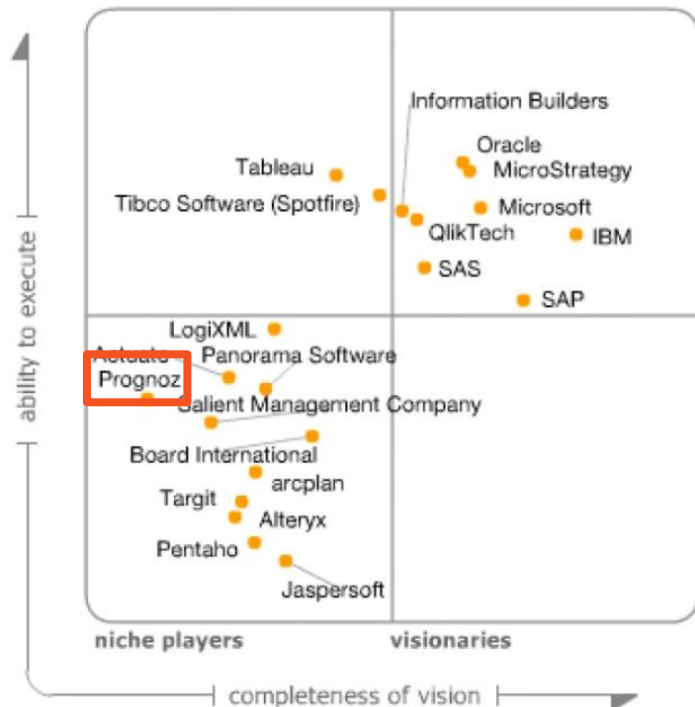 Information Builders
Oracle
Tableau
MicroStrategy
Tibco Software (Spotfire)
Microsoft
QlikTech
IBM
SAS
SAP
ability to execute
LogiXML
Actuate
Panorama Software
Prognoz
Salient Management Company
Board International
arcplan
Targit
Alteryx
Pentaho
Jaspersoft
niche players
visionaries
completeness of vision